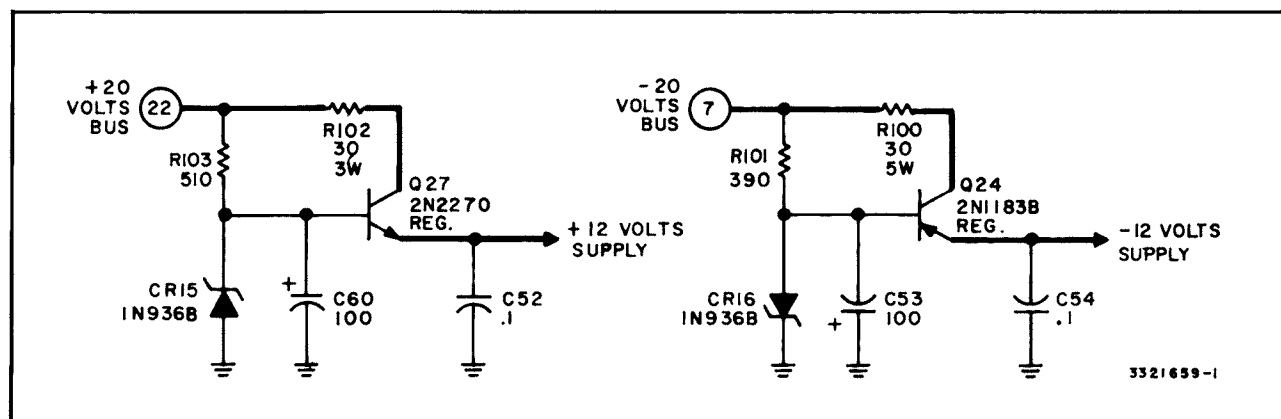 +20
VOLTS
BUS
22
R102
30
3W
R103
510
Q27
2N2270
REG.
+12 VOLTS
SUPPLY
CR15
1N936B
+
C60
100
C52
.1
-20
VOLTS
BUS
7
R100
30
5W
R101
390
Q24
2N1183B
REG.
-12 VOLTS
SUPPLY
CR16
1N936B
+
C53
100
C54
.1
3321659-1